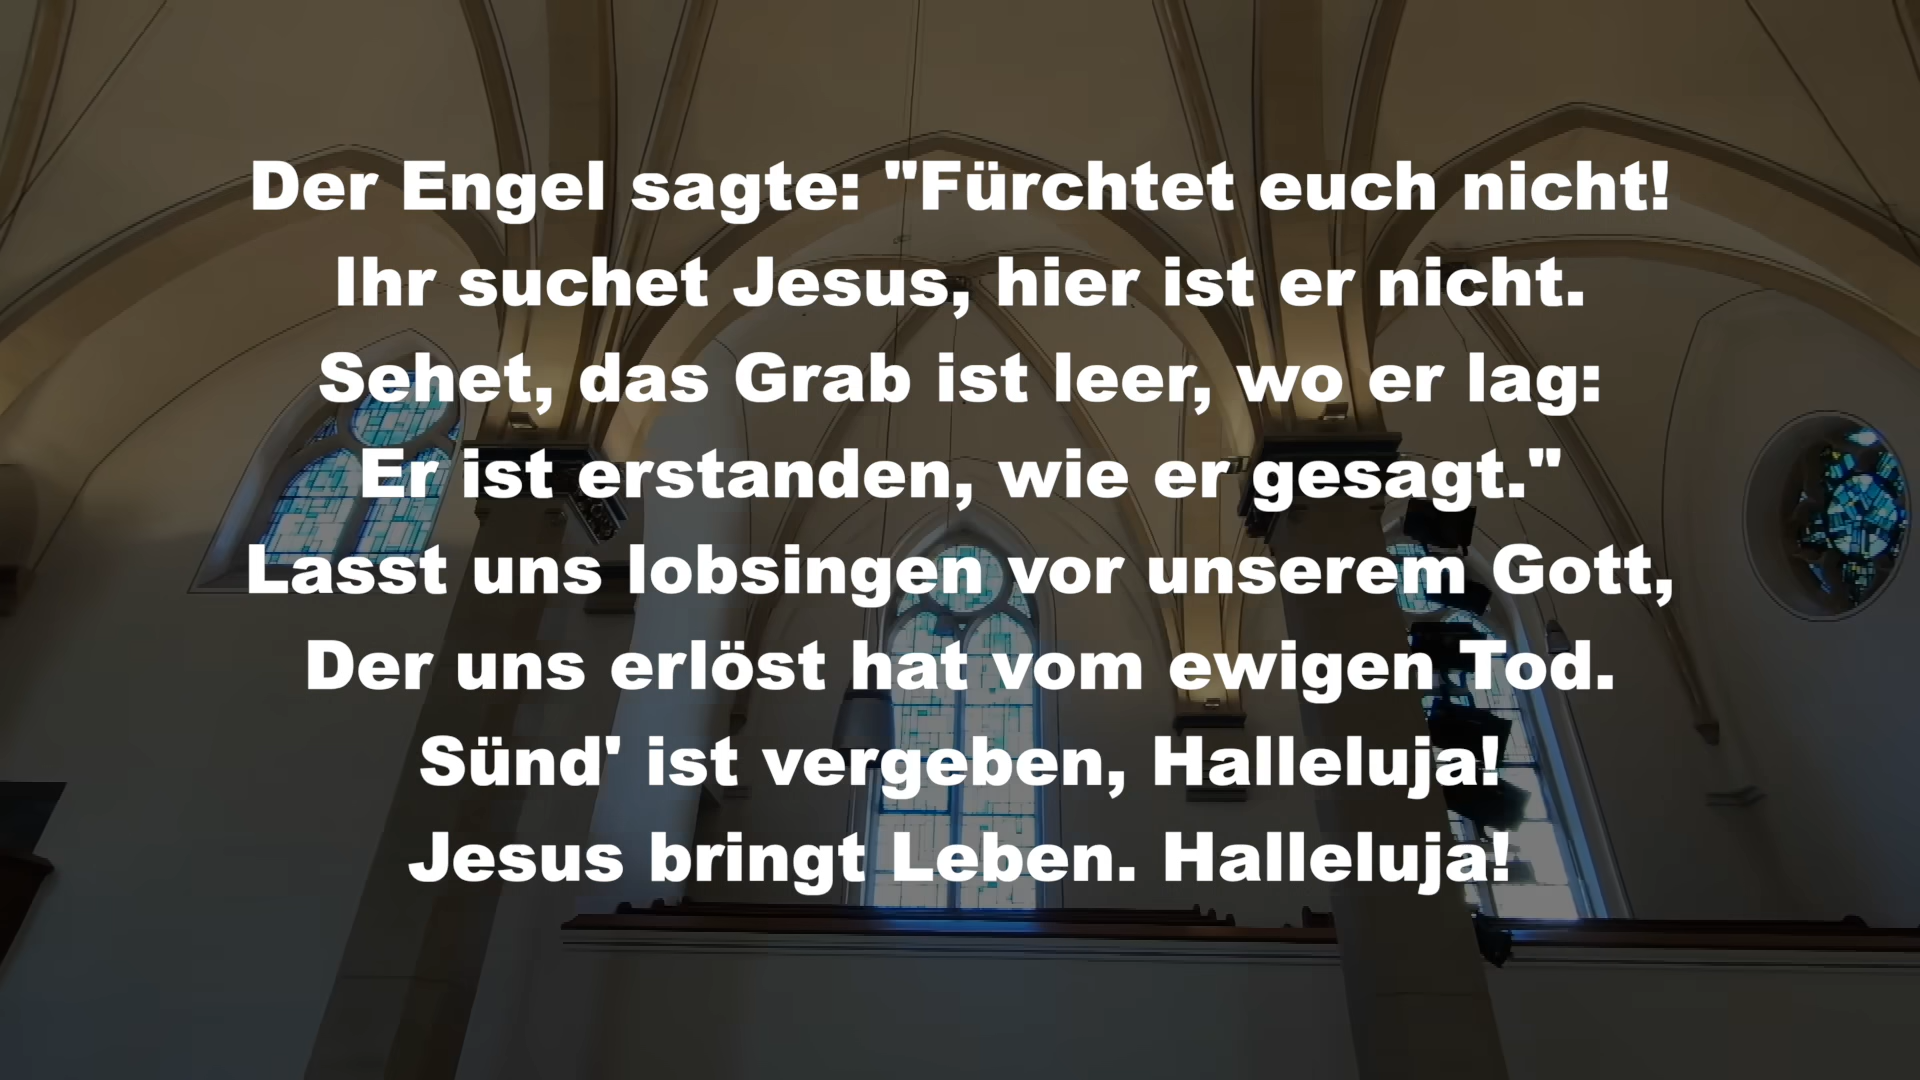 Der Engel sagte: "Fürchtet euch nicht!
Ihr suchet Jesus, hier ist er nicht.
Sehet, das Grab ist leer, wo er lag:
Er ist erstanden, wie er gesagt."
Lasst uns lobsingen vor unserem Gott,
Der uns erlöst hat vom ewigen Tod.
Sünd' ist vergeben, Halleluja!
Jesus bringt Leben. Halleluja!